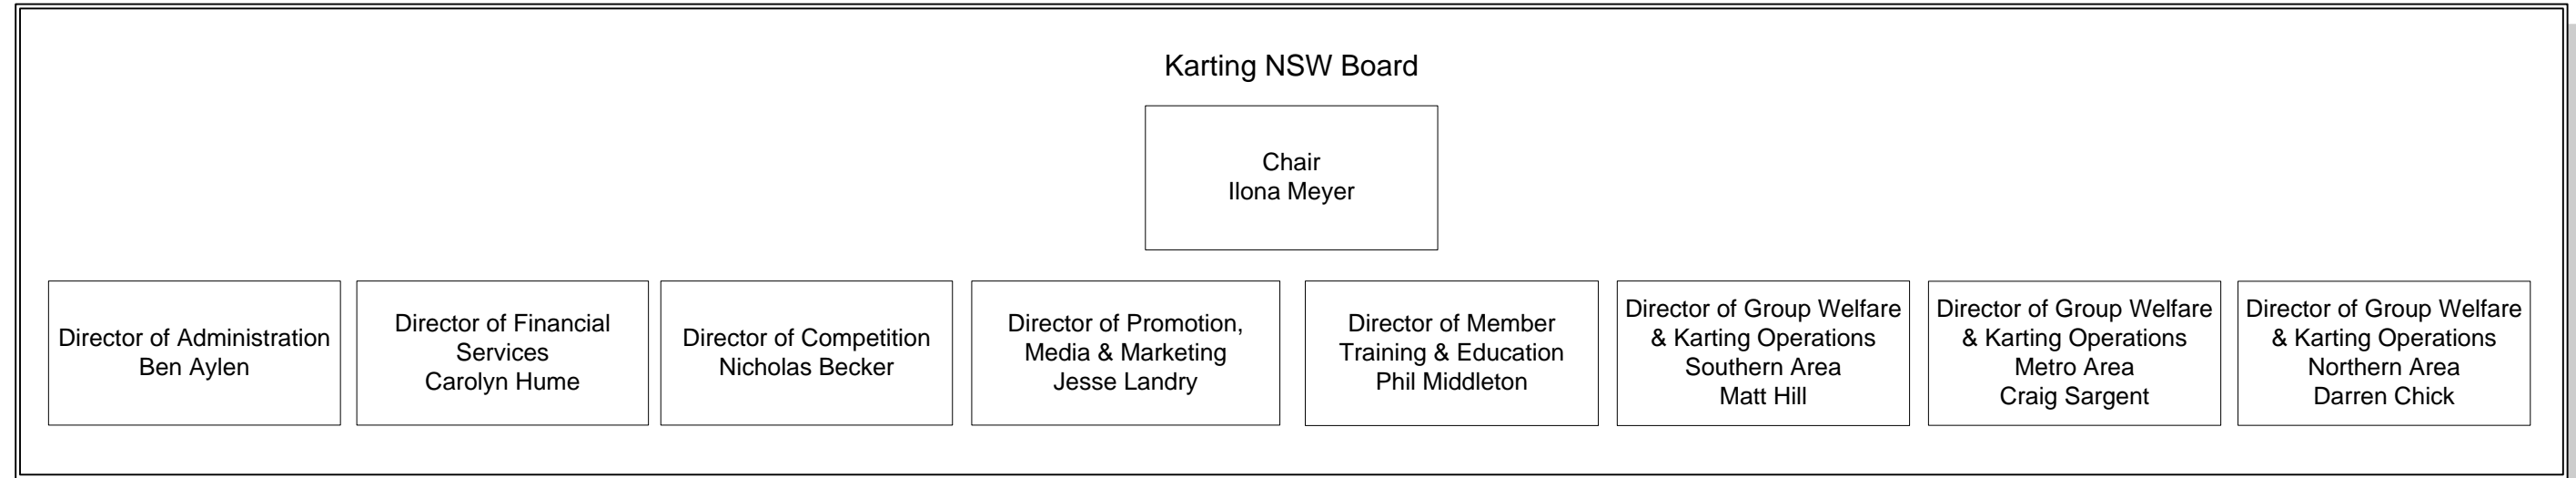 Karting NSW Board
Chair
Ilona Meyer
Director of Administration
Ben Aylen
Director of Financial
Services
Carolyn Hume
Director of Competition
Nicholas Becker
Director of Promotion,
Media & Marketing
Jesse Landry
Director of Member
Training & Education
Phil Middleton
Director of Group Welfare
& Karting Operations
Southern Area
Matt Hill
Director of Group Welfare
& Karting Operations
Metro Area
Craig Sargent
Director of Group Welfare
& Karting Operations
Northern Area
Darren Chick